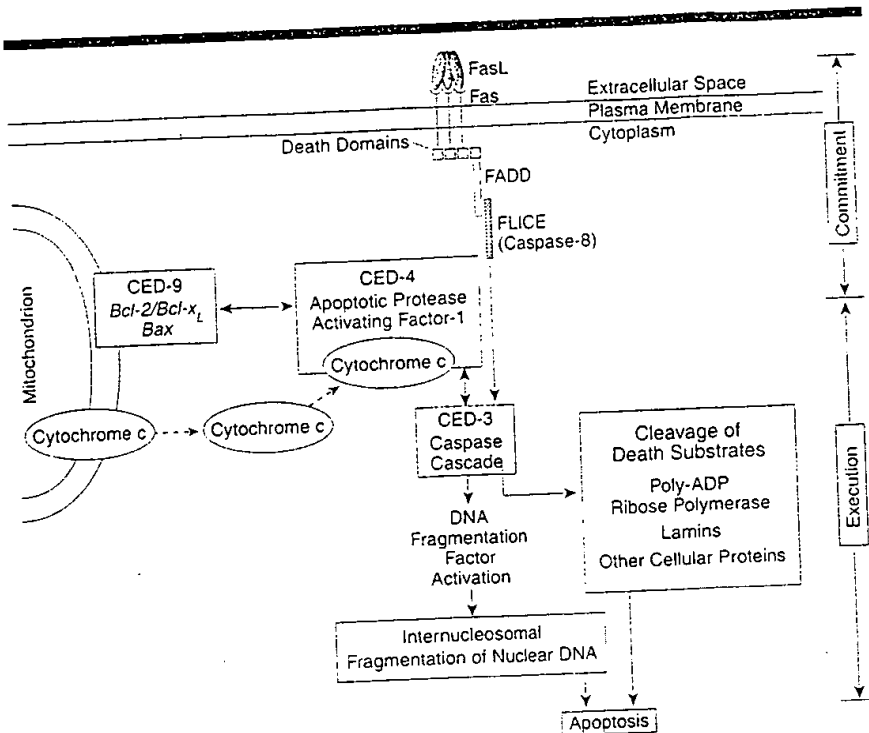 FasL
Fas
Extracellular Space
Plasma Membrane
Cytoplasm
Death Domains
FADD
FLICE
(Caspase-8)
Commitment
Mitochondrion
CED-9
Bcl-2/Bcl-xL
Bax
CED-4
Apoptotic Protease
Activating Factor-1
Cytochrome c
Cytochrome c
Cytochrome c
CED-3
Caspase
Cascade
Cleavage of
Death Substrates
Poly-ADP
Ribose Polymerase
Lamins
Other Cellular Proteins
Execution
DNA
Fragmentation
Factor
Activation
Internucleosomal
Fragmentation of Nuclear DNA
Apoptosis